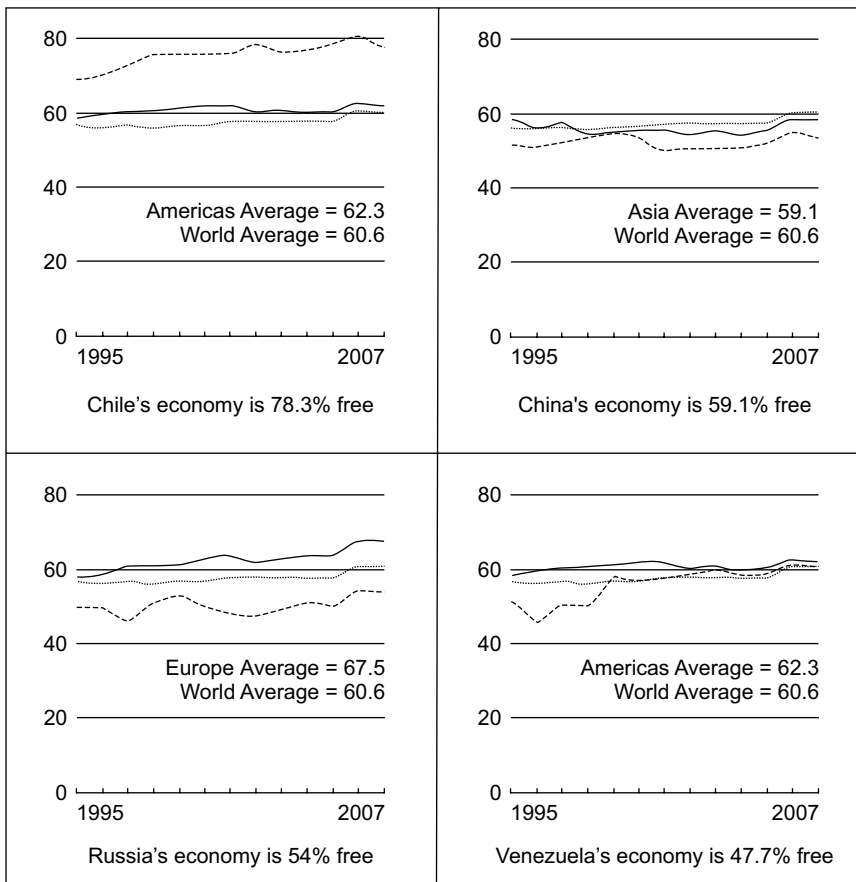 80
60
40
Americas Average = 62.3
World Average = 60.6
20
0
1995 2007
Chile’s economy is 78.3% free
80
60
40
Asia Average = 59.1
World Average = 60.6
20
0
1995 2007
China's economy is 59.1% free
80
60
40
Europe Average = 67.5
World Average = 60.6
20
0
1995 2007
Russia’s economy is 54% free
80
60
40
Americas Average = 62.3
World Average = 60.6
20
0
1995 2007
Venezuela’s economy is 47.7% free